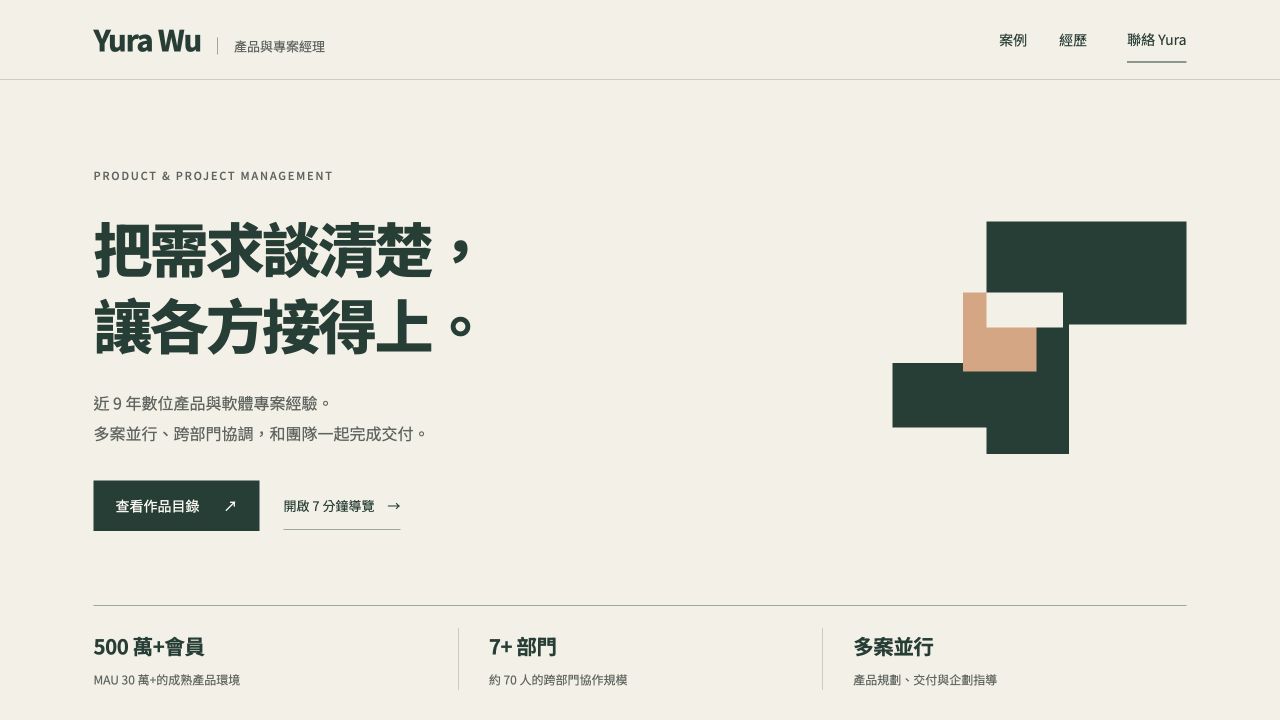 Yura Wu
產品與專案經理
案例
經歷
聯絡 Yura
PRODUCT & PROJECT MANAGEMENT
把需求談清楚，
讓各方接得上。
近 9 年數位產品與軟體專案經驗。
多案並行、跨部門協調，和團隊一起完成交付。
查看作品目錄 ↗
開啟 7 分鐘導覽 →
500 萬+會員
MAU 30 萬+的成熟產品環境
7+ 部門
約 70 人的跨部門協作規模
多案並行
產品規劃、交付與企劃指導